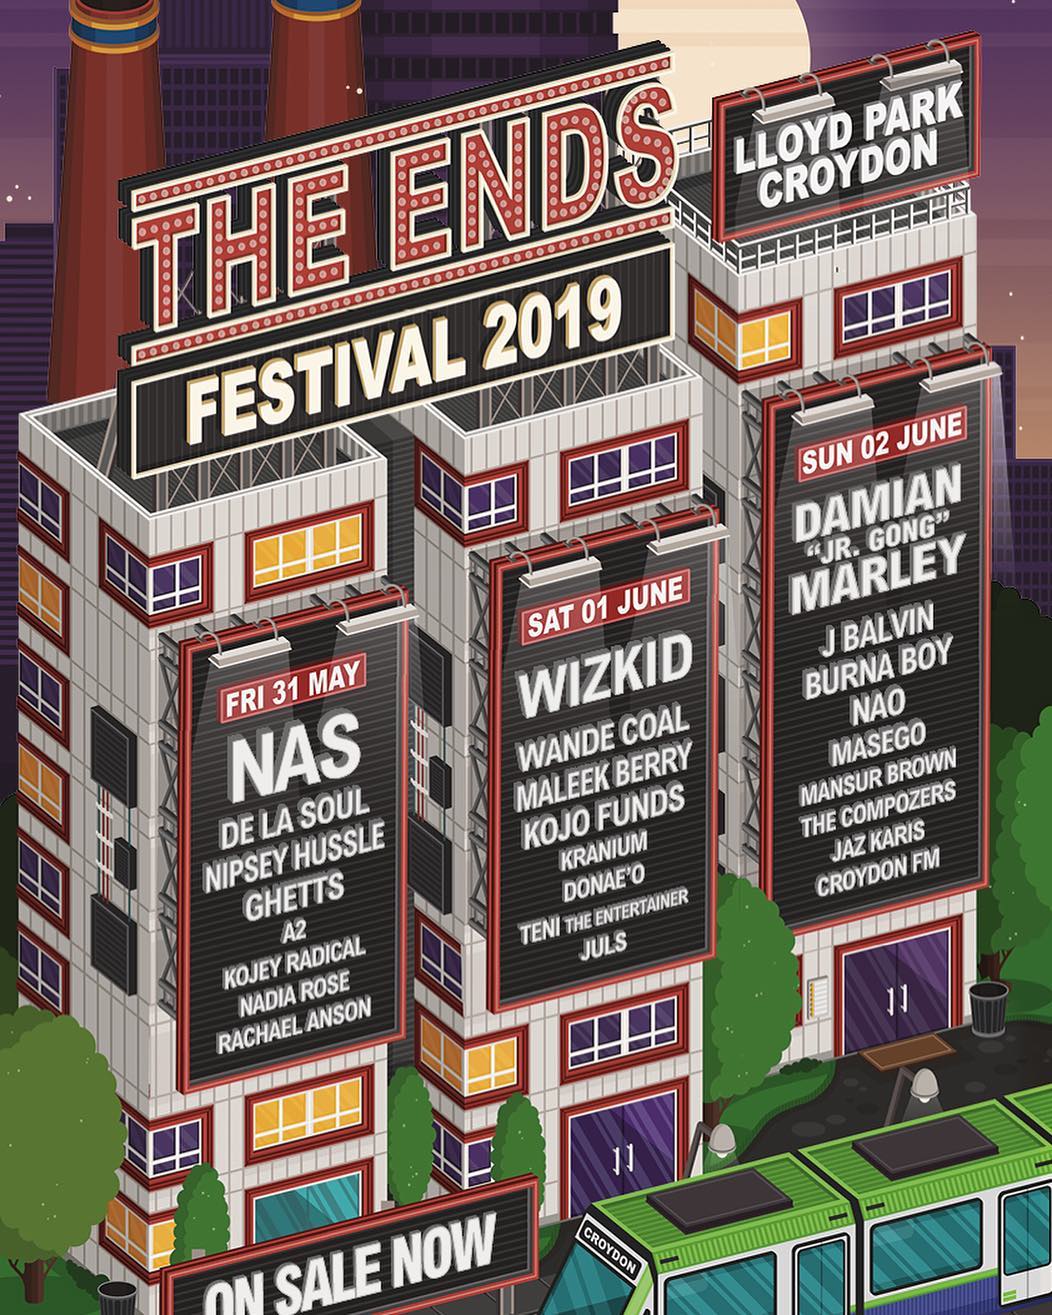 THE ENDS
FESTIVAL 2019
LLOYD PARK
CROYDON
FRI 31 MAY
NAS
DE LA SOUL
NIPSEY HUSSLE
GHETTS
A2
KOJEY RADICAL
NADIA ROSE
RACHAEL ANSON
SAT 01 JUNE
WIZKID
WANDE COAL
MALEEK BERRY
KOJO FUNDS
KRANIUM
DONAE'O
TENI THE ENTERTAINER
JULS
SUN 02 JUNE
DAMIAN
“JR. GONG”
MARLEY
J BALVIN
BURNA BOY
NAO
MASEGO
MANSUR BROWN
THE COMPOZERS
JAZ KARIS
CROYDON FM
ON SALE NOW
CROYDON